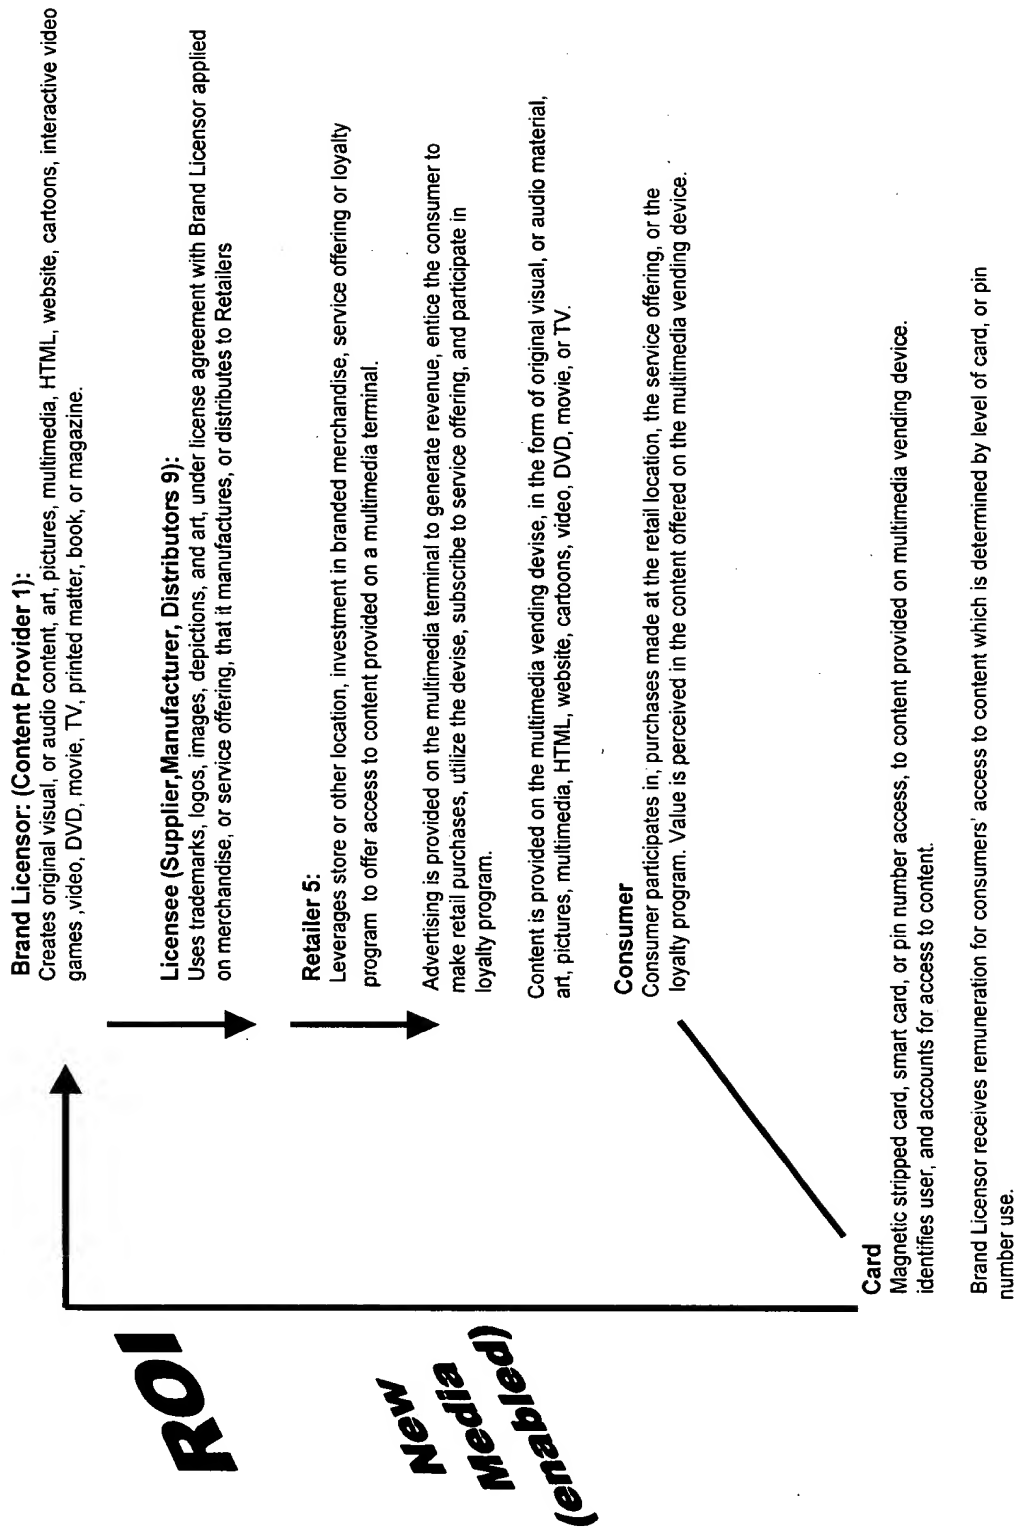 Brand Licensor: (Content Provider 1):
Creates original visual, or audio content, art, pictures, multimedia, HTML, website, cartoons, interactive video
games ,video, DVD, movie, TV, printed matter, book, or magazine.
Licensee (Supplier,Manufacturer, Distributors 9):
Uses trademarks, logos, images, depictions, and art, under license agreement with Brand Licensor applied
on merchandise, or service offering, that it manufactures, or distributes to Retailers
Retailer 5:
Leverages store or other location, investment in branded merchandise, service offering or loyalty
program to offer access to content provided on a multimedia terminal.
Advertising is provided on the multimedia terminal to generate revenue, entice the consumer to
make retail purchases, utilize the devise, subscribe to service offering, and participate in
loyalty program.
Content is provided on the multimedia vending devise, in the form of original visual, or audio material,
art, pictures, multimedia, HTML, website, cartoons, video, DVD, movie, or TV.
Consumer
Consumer participates in, purchases made at the retail location, the service offering, or the
loyalty program. Value is perceived in the content offered on the multimedia vending device.
Card
Magnetic stripped card, smart card, or pin number access, to content provided on multimedia vending device.
identifies user, and accounts for access to content.
Brand Licensor receives remuneration for consumers' access to content which is determined by level of card, or pin
number use.
ROI
New
Media
(enabled)